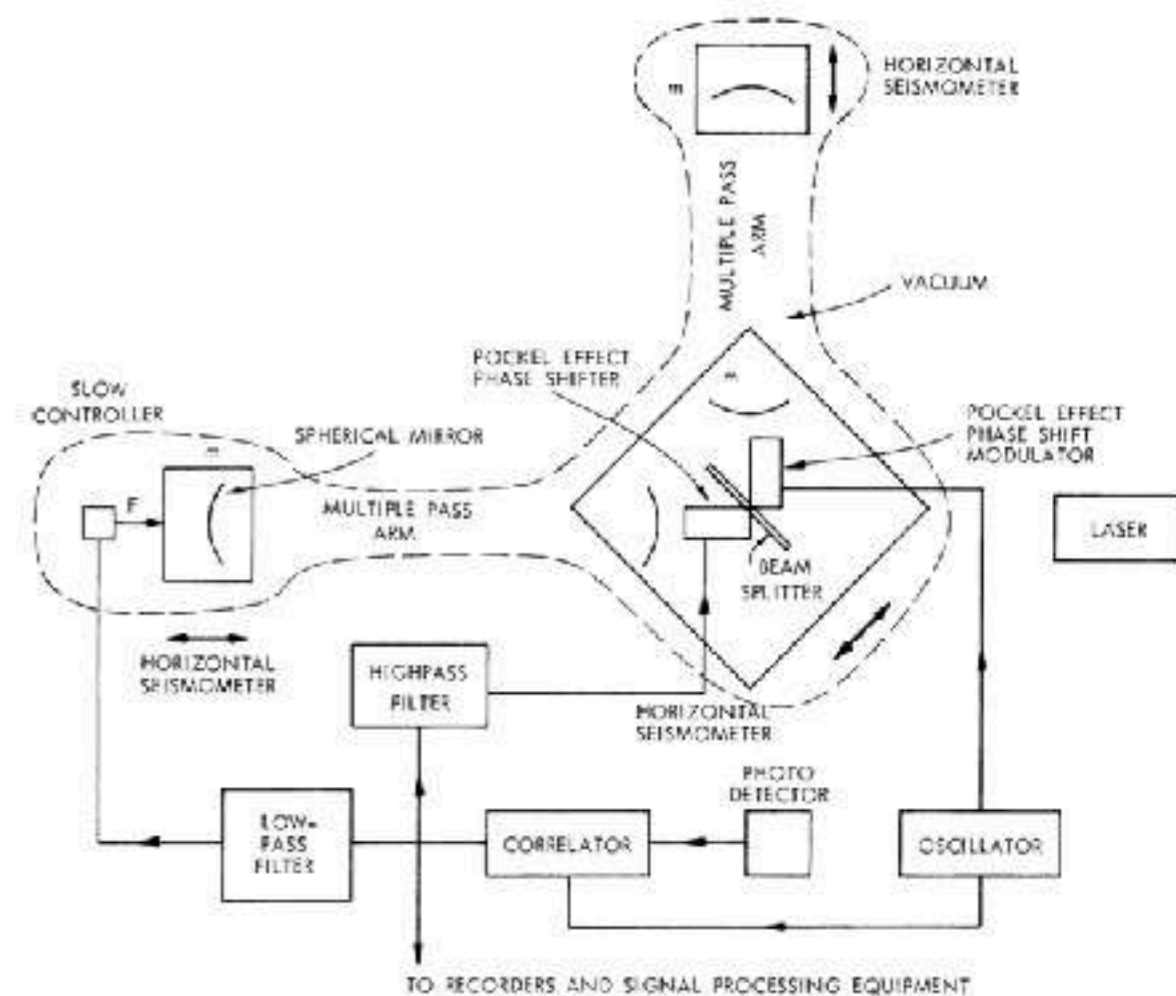 HORIZONTAL
SEISMOMETER
m
MULTIPLE PASS
ARM
VACUUM
POCKEL EFFECT
PHASE SHIFTER
m
SLOW
CONTROLLER
SPHERICAL MIRROR
m
POCKEL EFFECT
PHASE SHIFT
MODULATOR
F
MULTIPLE PASS
ARM
LASER
BEAM
SPLITTER
HORIZONTAL
SEISMOMETER
HIGHPASS
FILTER
HORIZONTAL
SEISMOMETER
PHOTO
DETECTOR
LOW-
PASS
FILTER
CORRELATOR
OSCILLATOR
TO RECORDERS AND SIGNAL PROCESSING EQUIPMENT